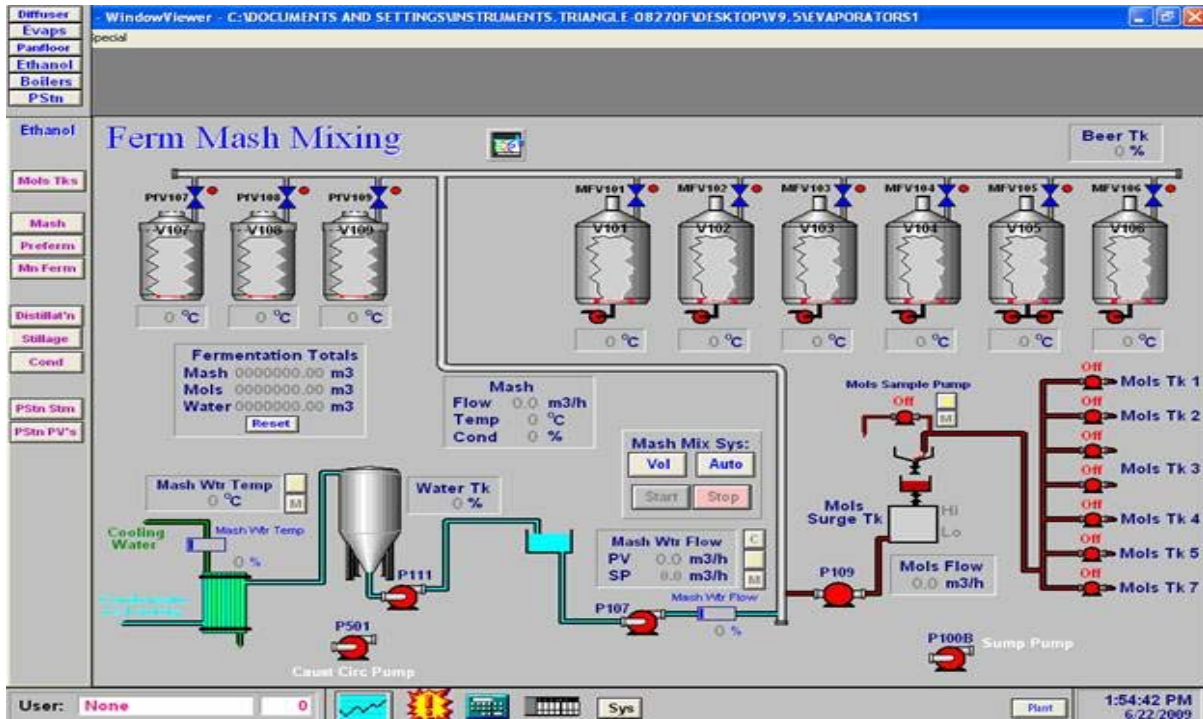 Diffuser
Evaps
Panfloor
Ethanol
Boilers
PStn
- WindowViewer - C:\DOCUMENTS AND SETTINGS\INSTRUMENTS.TRIANGLE-08270F\DESKTOP\V9.5\EVAPORATORS1
pecial
Ethanol
Mols Tks
Mash
Preferm
Mn Ferm
Distillat'n
Stillage
Cond
PStn Stm
PStn PV's
Ferm Mash Mixing
Beer Tk
0 %
PfV107 PfV108 PfV109
MFV101 MFV102 MFV103 MFV104 MFV105 MFV106
V107 V108 V109
V101 V102 V103 V104 V105 V106
0 °C 0 °C 0 °C
0 °C 0 °C 0 °C 0 °C 0 °C 0 °C
Fermentation Totals
Mash 0000000.00 m3
Mols 0000000.00 m3
Water 0000000.00 m3
Reset
Mash
Flow 0.0 m3/h
Temp 0 °C
Cond 0 %
Mols Sample Pump
Off
M
Off Mols Tk 1
Off Mols Tk 2
Off
Mols Tk 3
Off
Off Mols Tk 4
Off Mols Tk 5
Off Mols Tk 7
Mash Mix Sys:
Vol Auto
Start Stop
Mash Wtr Temp
0 °C
M
Water Tk
0 %
Mols
Surge Tk
Hi
Lo
Cooling
Water
Mash Wtr Temp
0 %
Mash Wtr Flow
PV 0.0 m3/h
SP 0.0 m3/h
C
M
Mash Wtr Flow
0 %
Mols Flow
0.0 m3/h
P111
P107
P109
P501
Caust Circ Pump
P100B
Sump Pump
User: None 0
Sys
Plant
1:54:42 PM
6/22/2009